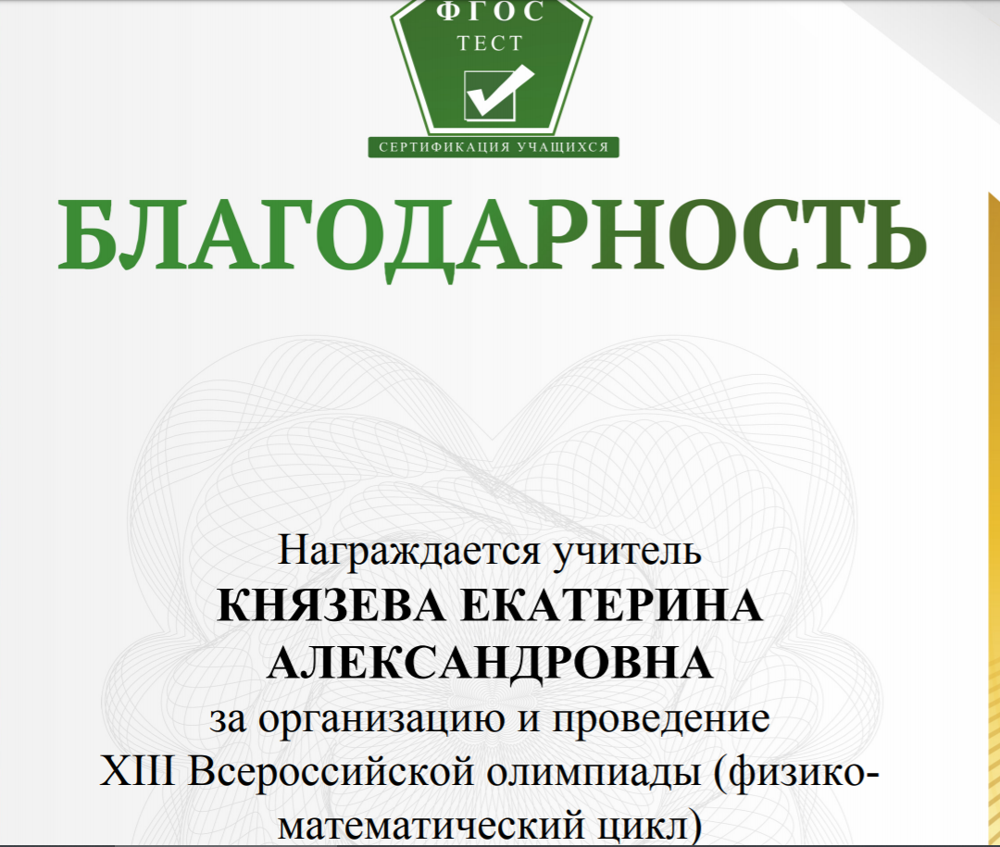 ФГОС
ТЕСТ
СЕРТИФИКАЦИЯ УЧАЩИХСЯ
БЛАГОДАРНОСТЬ
Награждается учитель
КНЯЗЕВА ЕКАТЕРИНА
АЛЕКСАНДРОВНА
за организацию и проведение
XIII Всероссийской олимпиады (физико-
математический цикл)